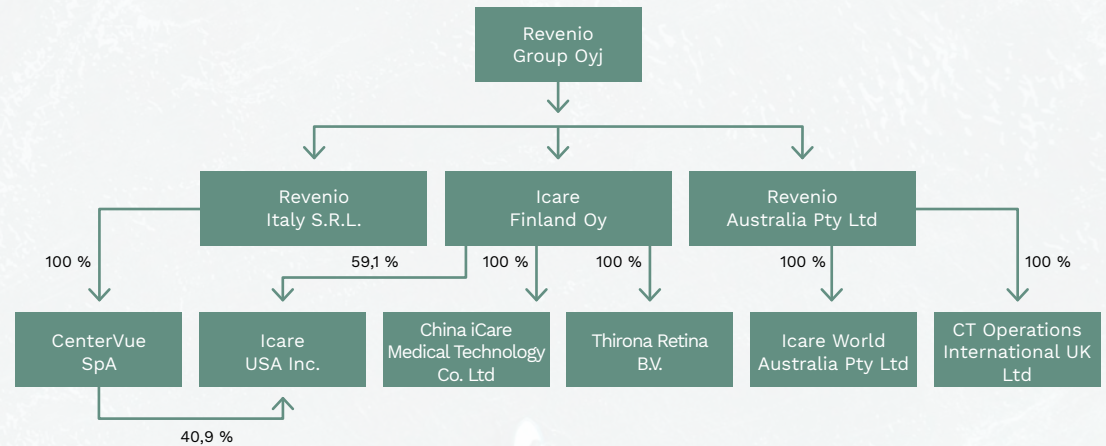 Revenio
Group Oyj
Revenio
Italy S.R.L.
Icare
Finland Oy
Revenio
Australia Pty Ltd
100 %
59,1 %
100 %
100 %
100 %
100 %
CenterVue
SpA
Icare
USA Inc.
China iCare
Medical Technology
Co. Ltd
Thirona Retina
B.V.
Icare World
Australia Pty Ltd
CT Operations
International UK
Ltd
40,9 %